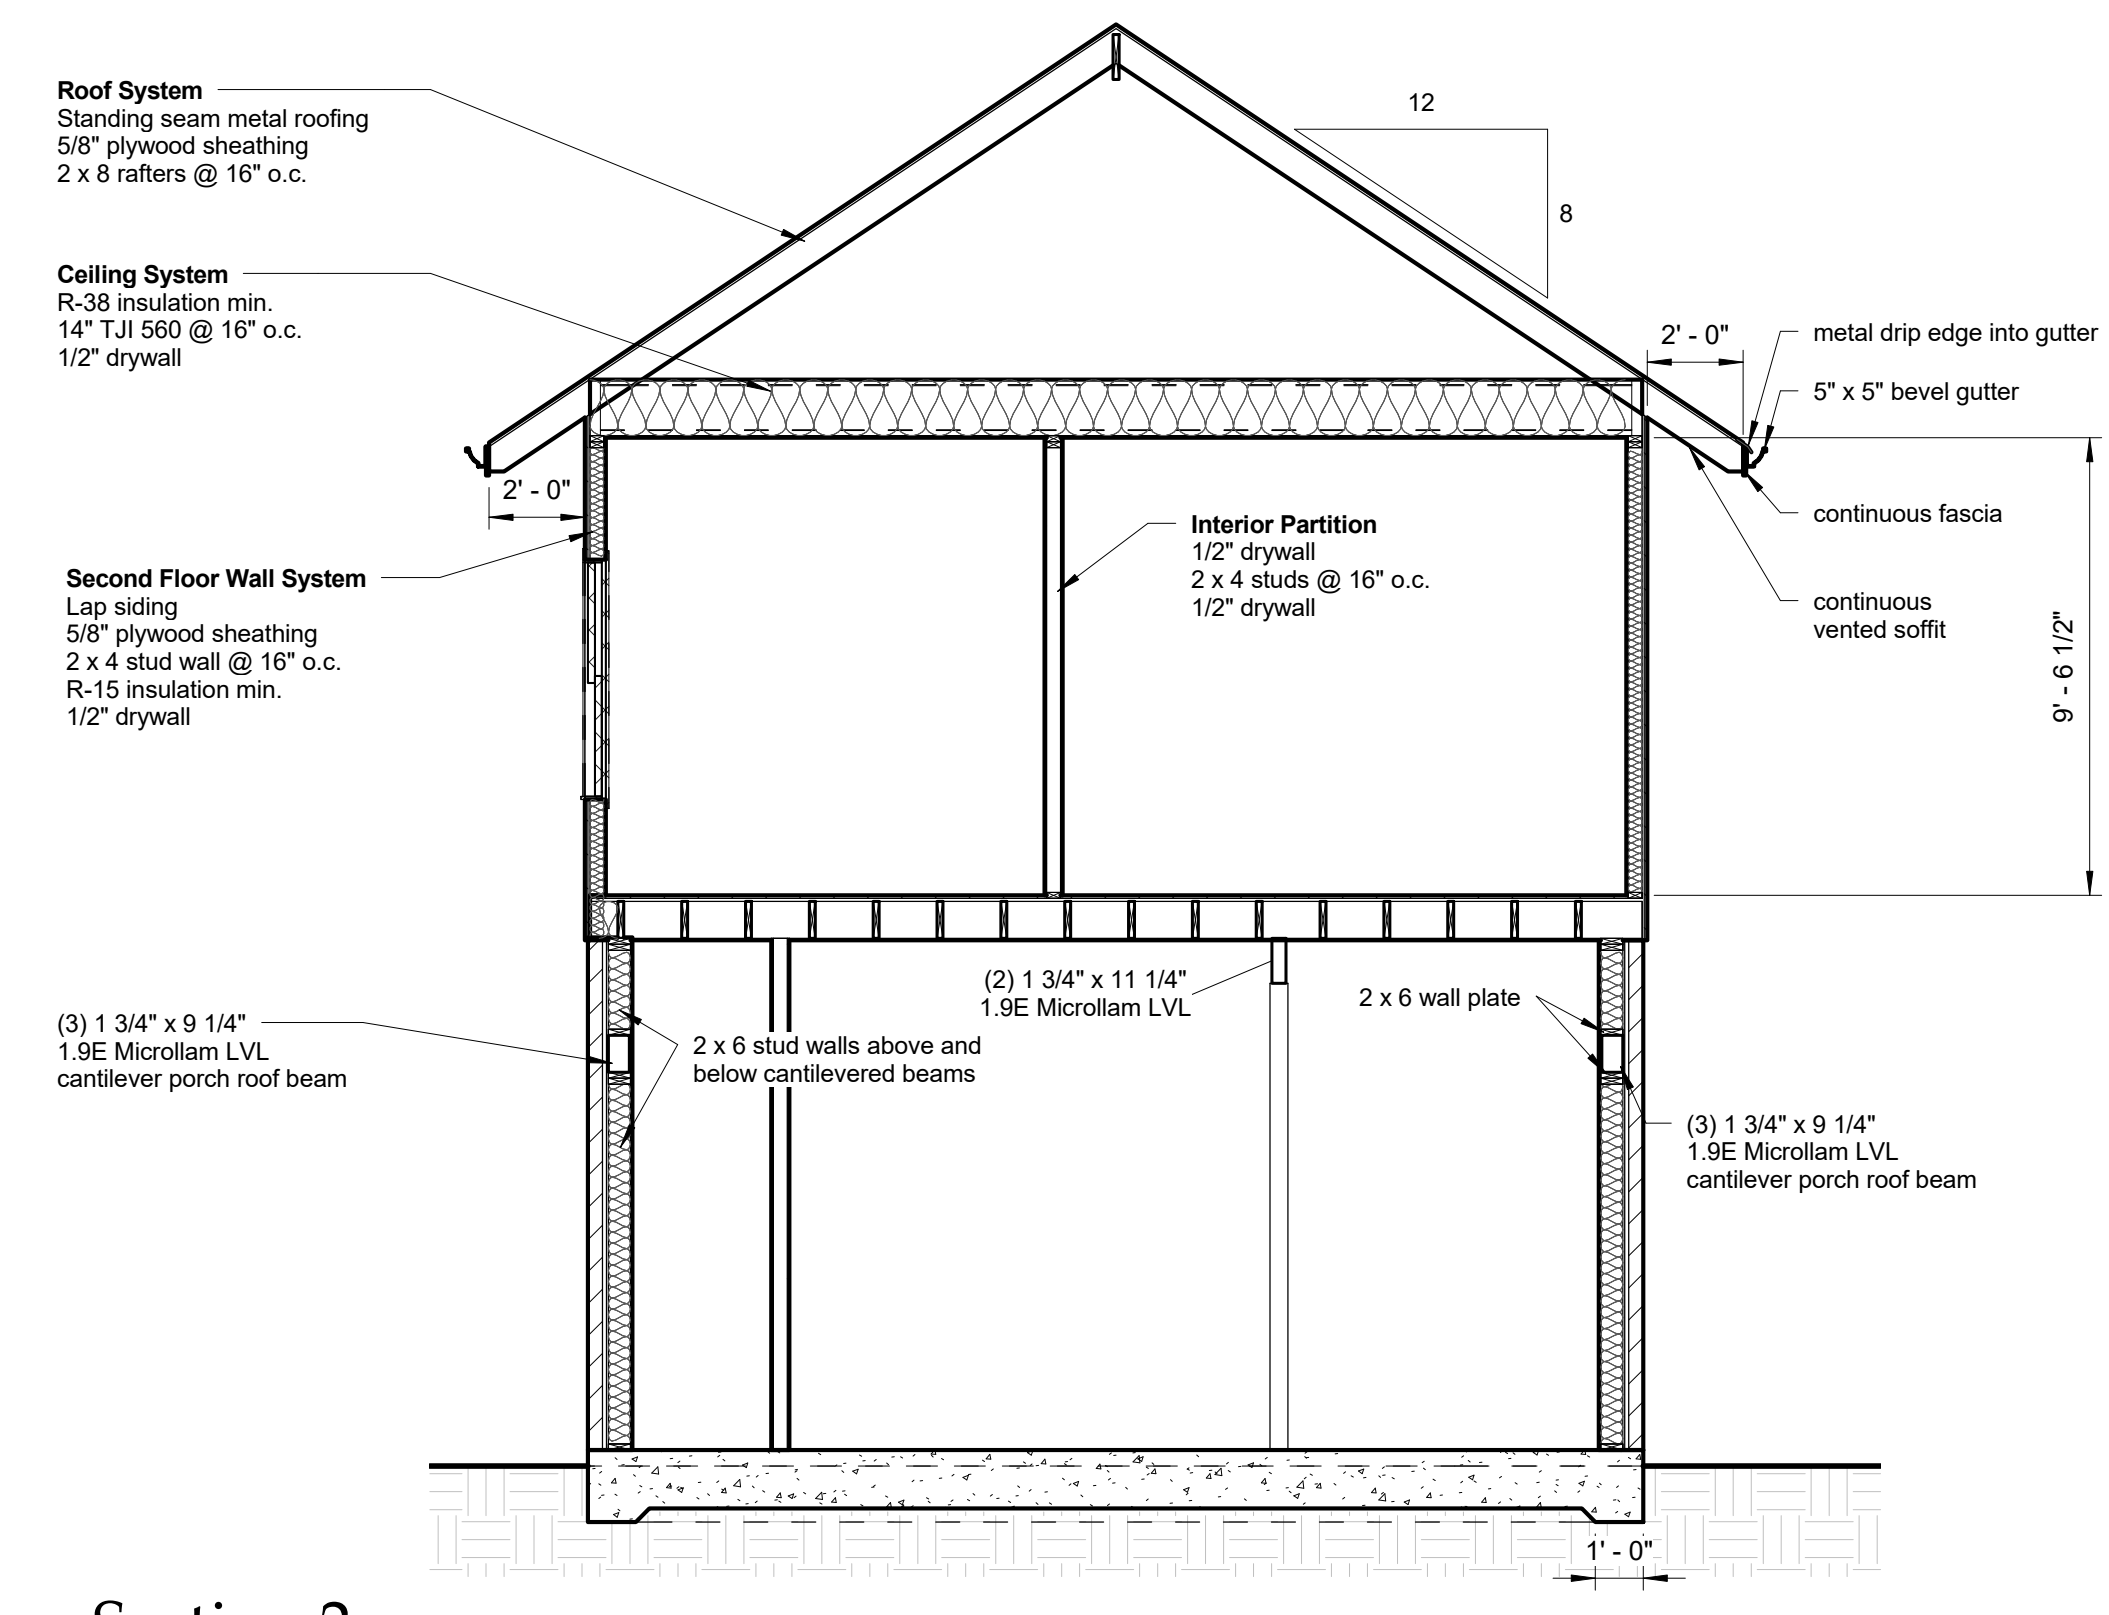 Roof System
Standing seam metal roofing
5/8" plywood sheathing
2 x 8 rafters @ 16" o.c.
12
8
Ceiling System
R-38 insulation min.
14" TJI 560 @ 16" o.c.
1/2" drywall
2' - 0"
metal drip edge into gutter
5" x 5" bevel gutter
2' - 0"
continuous fascia
continuous
vented soffit
9' - 6 1/2"
Interior Partition
1/2" drywall
2 x 4 studs @ 16" o.c.
1/2" drywall
Second Floor Wall System
Lap siding
5/8" plywood sheathing
2 x 4 stud wall @ 16" o.c.
R-15 insulation min.
1/2" drywall
(2) 1 3/4" x 11 1/4"
1.9E Microllam LVL
2 x 6 wall plate
(3) 1 3/4" x 9 1/4"
1.9E Microllam LVL
cantilever porch roof beam
2 x 6 stud walls above and
below cantilevered beams
(3) 1 3/4" x 9 1/4"
1.9E Microllam LVL
cantilever porch roof beam
1' - 0"